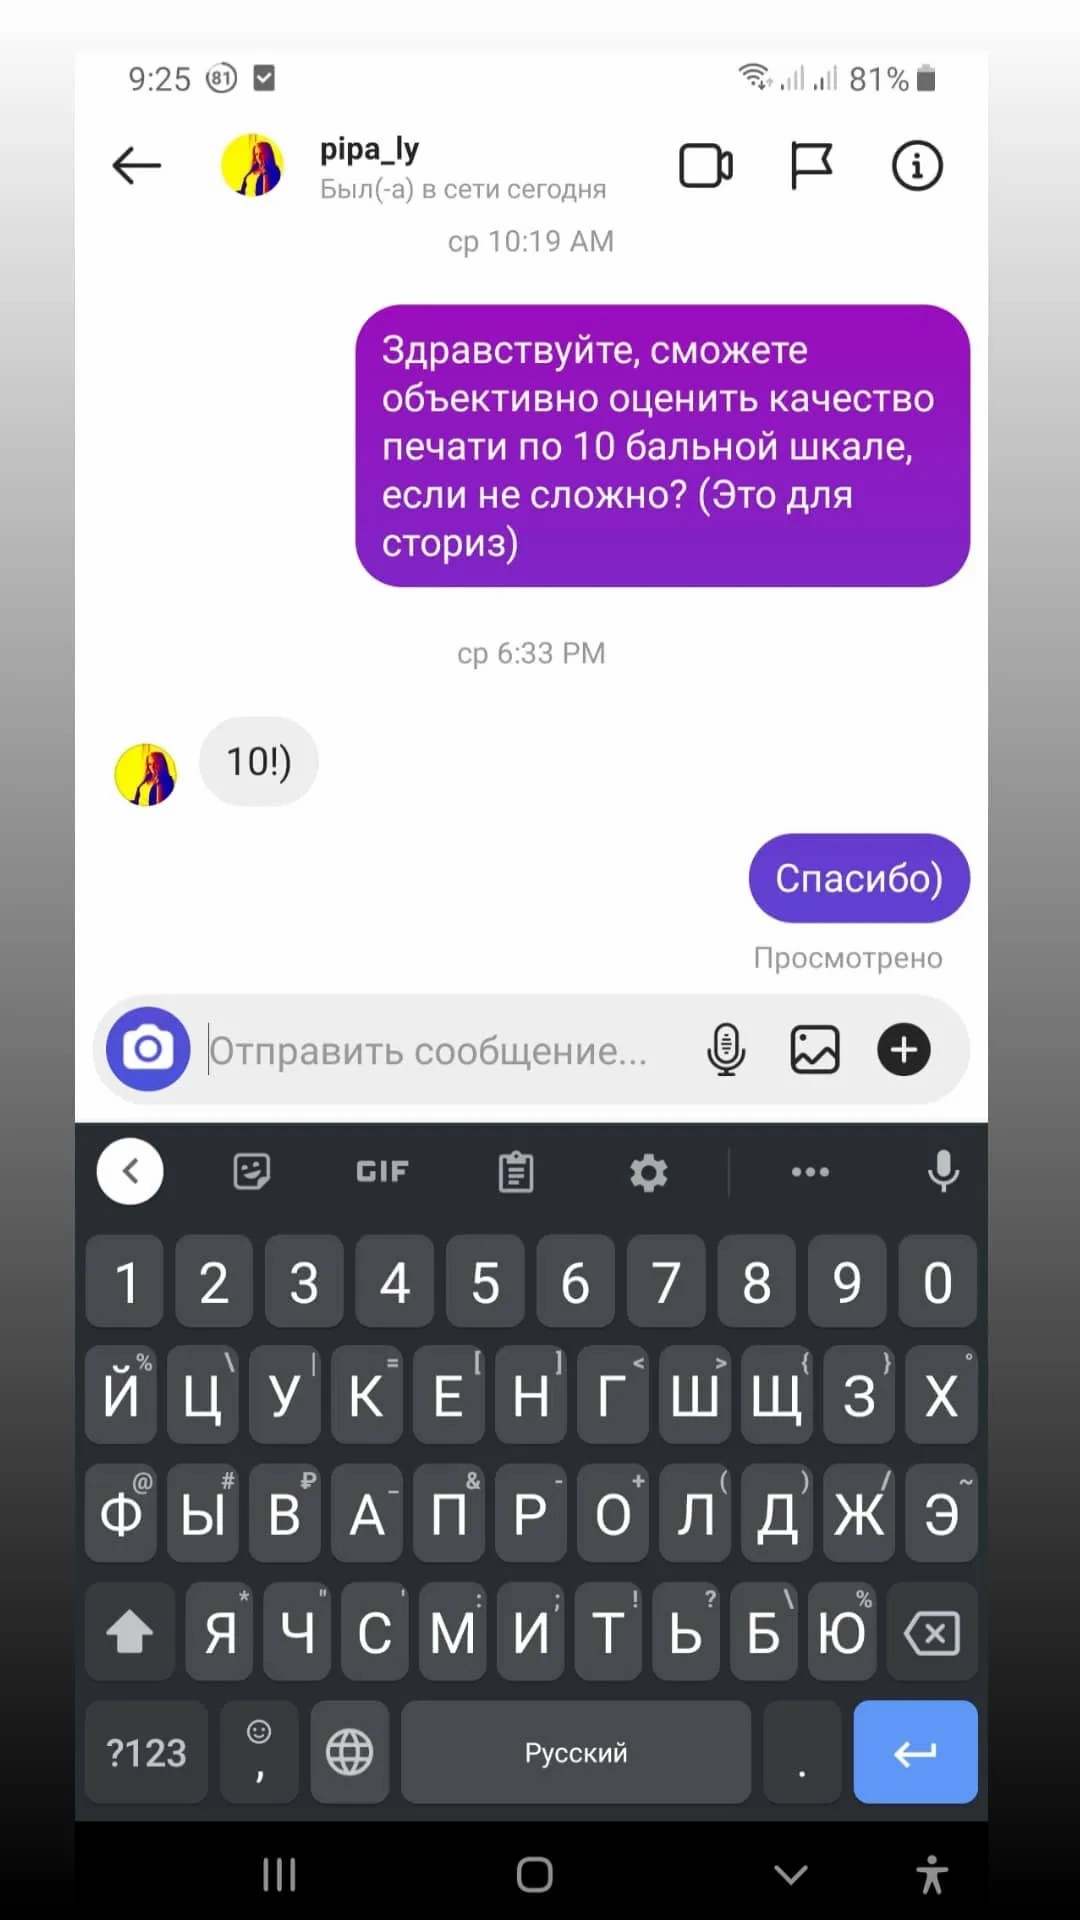 9:25 81 81%
pipa_ly
Был(-а) в сети сегодня
ср 10:19 AM
Здравствуйте, сможете
объективно оценить качество
печати по 10 бальной шкале,
если не сложно? (Это для
сториз)
ср 6:33 PM
10!)
Спасибо)
Просмотрено
Отправить сообщение...
GIF
1 2 3 4 5 6 7 8 9 0
% \ | = [ ] < > { } °
Й Ц У К Е Н Г Ш Щ З Х
@ # ₽ _ & - + ( ) / ~
Ф Ы В А П Р О Л Д Ж Э
* " ' : ; ! ? \ %
Я Ч С М И Т Ь Б Ю
?123 , Русский .